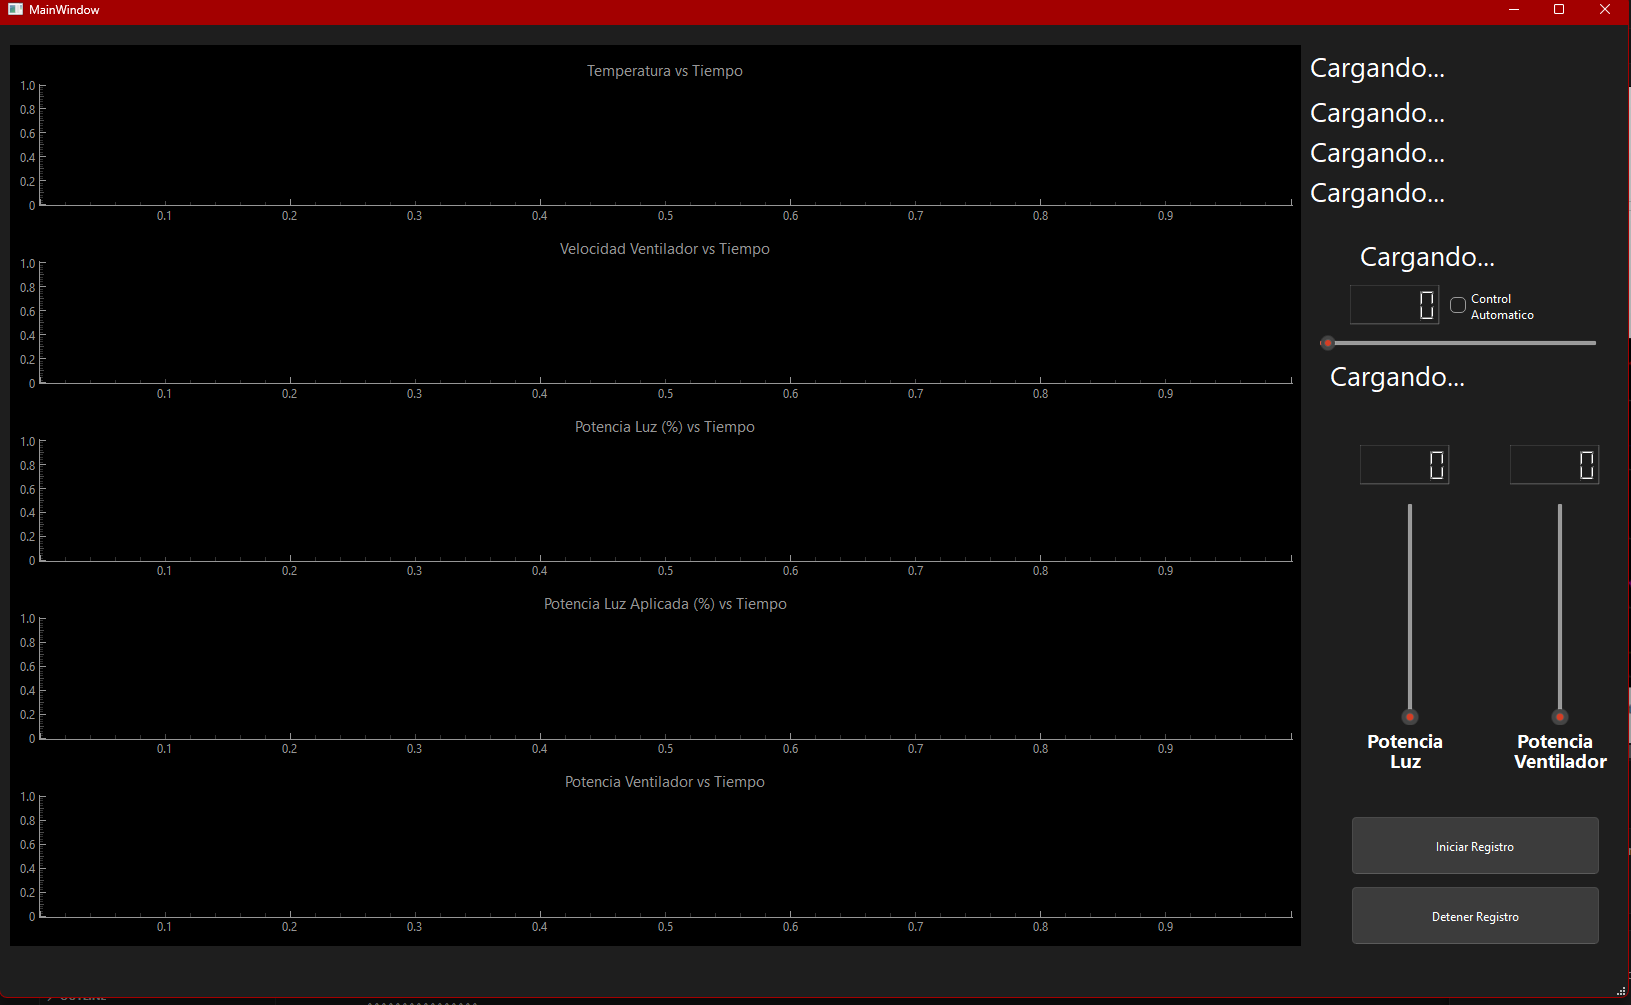 MainWindow
Temperatura vs Tiempo
1.0
0.8
0.6
0.4
0.2
0
0.1 0.2 0.3 0.4 0.5 0.6 0.7 0.8 0.9
Velocidad Ventilador vs Tiempo
1.0
0.8
0.6
0.4
0.2
0
0.1 0.2 0.3 0.4 0.5 0.6 0.7 0.8 0.9
Potencia Luz (%) vs Tiempo
1.0
0.8
0.6
0.4
0.2
0
0.1 0.2 0.3 0.4 0.5 0.6 0.7 0.8 0.9
Potencia Luz Aplicada (%) vs Tiempo
1.0
0.8
0.6
0.4
0.2
0
0.1 0.2 0.3 0.4 0.5 0.6 0.7 0.8 0.9
Potencia Ventilador vs Tiempo
1.0
0.8
0.6
0.4
0.2
0
0.1 0.2 0.3 0.4 0.5 0.6 0.7 0.8 0.9
Cargando...
Cargando...
Cargando...
Cargando...
Cargando...
0
Control
Automatico
Cargando...
0
0
Potencia
Luz
Potencia
Ventilador
Iniciar Registro
Detener Registro